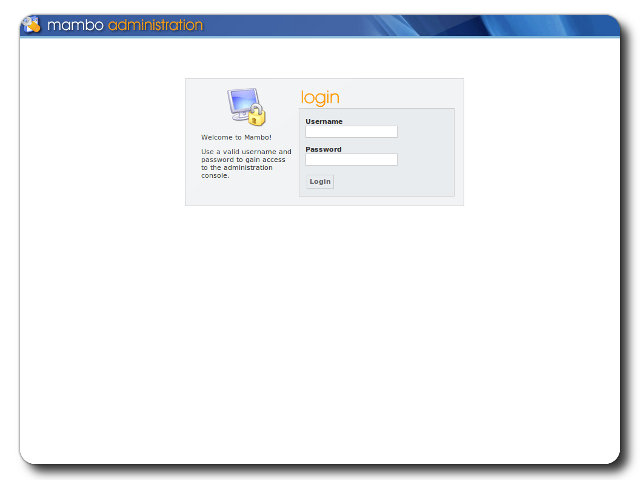 mambo administration
login
Welcome to Mambo!
Use a valid username and
password to gain access
to the administration
console.
Username
Password
Login